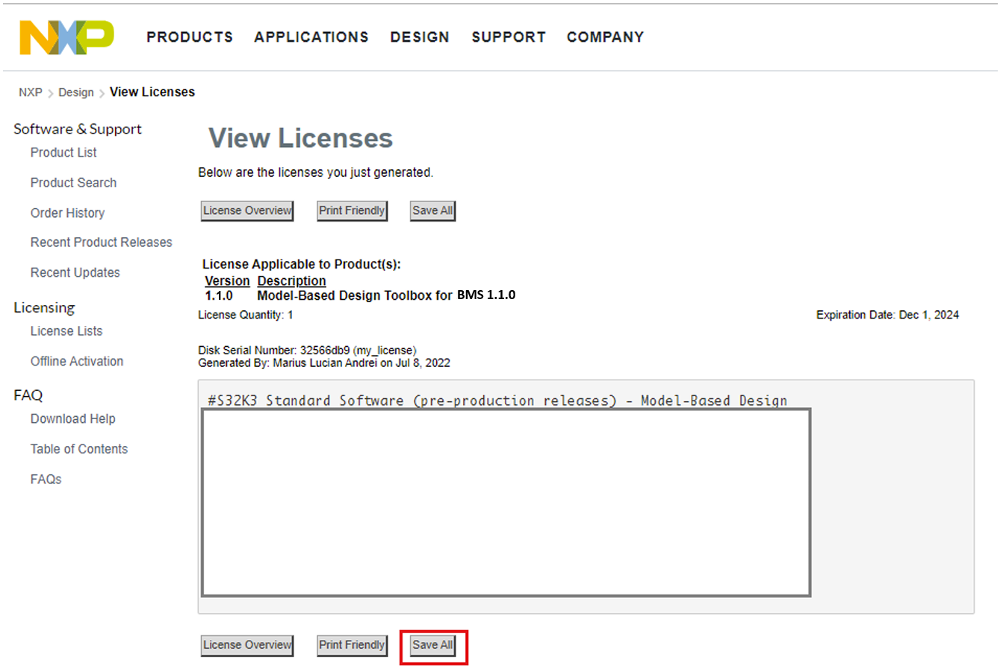 NXP PRODUCTS APPLICATIONS DESIGN SUPPORT COMPANY
NXP > Design > View Licenses
Software & Support
Product List
Product Search
Order History
Recent Product Releases
Recent Updates
Licensing
License Lists
Offline Activation
FAQ
Download Help
Table of Contents
FAQs
View Licenses
Below are the licenses you just generated.
License Overview Print Friendly Save All
License Applicable to Product(s):
Version Description
1.1.0 Model-Based Design Toolbox for BMS 1.1.0
License Quantity: 1 Expiration Date: Dec 1, 2024
Disk Serial Number: 32566db9 (my_license)
Generated By: Marius Lucian Andrei on Jul 8, 2022
#S32K3 Standard Software (pre-production releases) - Model-Based Design
License Overview Print Friendly Save All